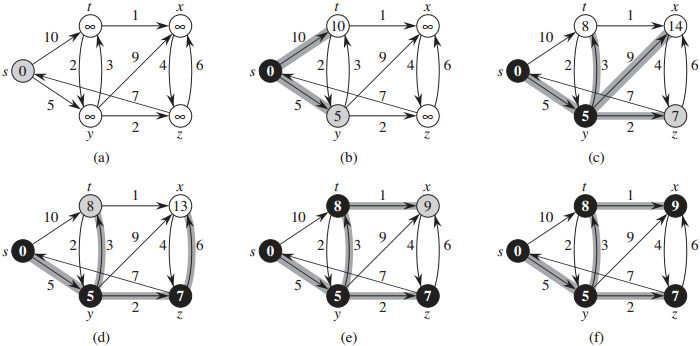 t 1 x t 1 x t 1 x
10 ∞ ∞ 10 10 ∞ 10 8 14
9 9 9
s 0 2 3 4 6 s 0 2 3 4 6 s 0 2 3 4 6
7 7 7
5 ∞ ∞ 5 5 ∞ 5 5 7
2 2 2
y z y z y z
(a) (b) (c)
t 1 x t 1 x t 1 x
10 8 13 10 8 9 10 8 9
9 9 9
s 0 2 3 4 6 s 0 2 3 4 6 s 0 2 3 4 6
7 7 7
5 5 7 5 5 7 5 5 7
2 2 2
y z y z y z
(d) (e) (f)